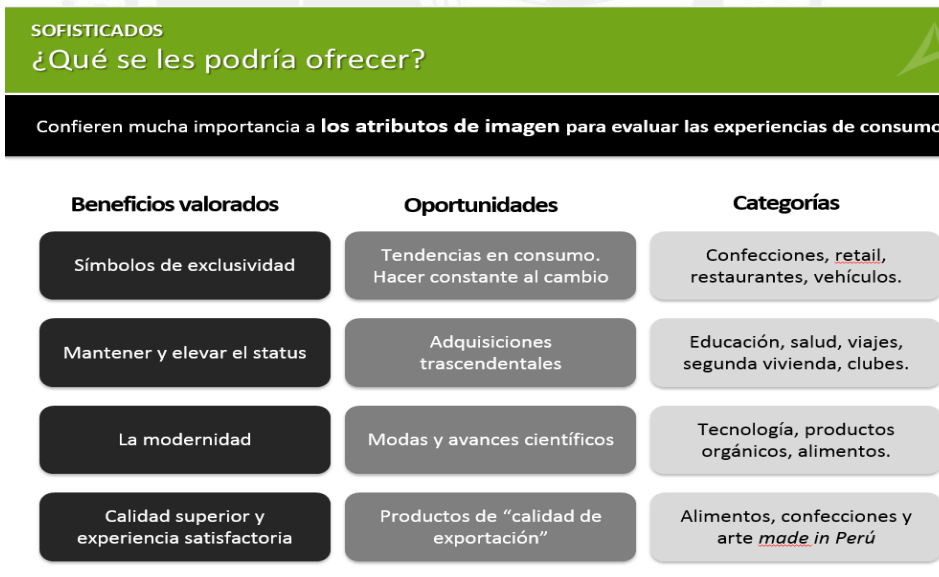 SOFISTICADOS
¿Qué se les podría ofrecer?
Confieren mucha importancia a los atributos de imagen para evaluar las experiencias de consumo
Beneficios valorados
Oportunidades
Categorías
Símbolos de exclusividad
Tendencias en consumo.
Hacer constante al cambio
Confecciones, retail,
restaurantes, vehículos.
Mantener y elevar el status
Adquisiciones
trascendentales
Educación, salud, viajes,
segunda vivienda, clubes.
La modernidad
Modas y avances científicos
Tecnología, productos
orgánicos, alimentos.
Calidad superior y
experiencia satisfactoria
Productos de “calidad de
exportación”
Alimentos, confecciones y
arte made in Perú